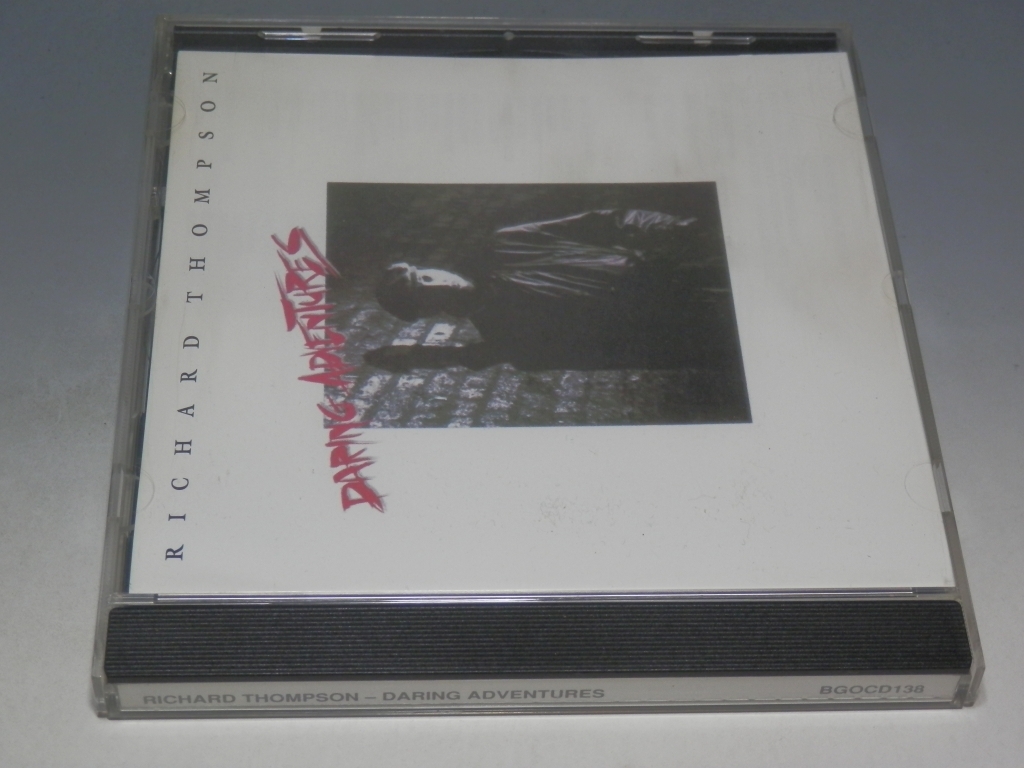 RICHARD THOMPSON
DARING ADVENTURES
RICHARD THOMPSON – DARING ADVENTURES
BGOCD138